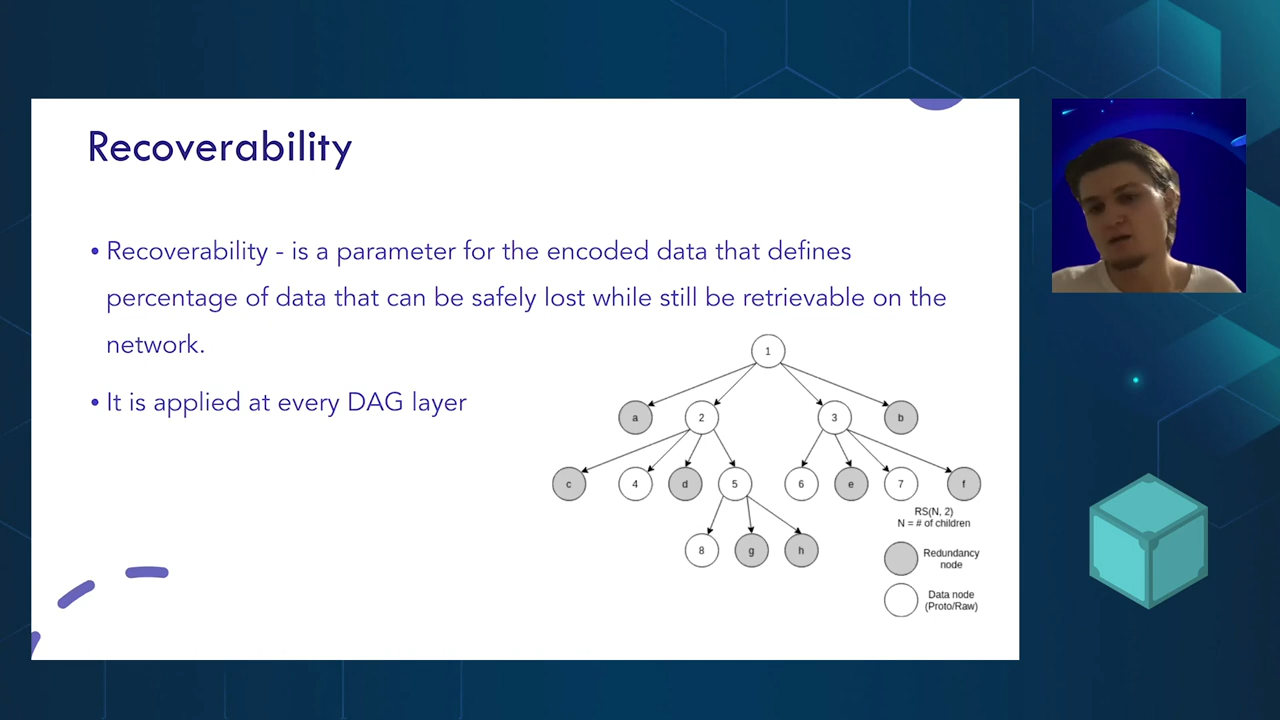 Recoverability
• Recoverability - is a parameter for the encoded data that defines
percentage of data that can be safely lost while still be retrievable on the
network.
• It is applied at every DAG layer
1
a
2
3
b
c
4
d
5
6
e
7
f
8
g
h
RS(N, 2)
N = # of children
Redundancy
node
Data node
(Proto/Raw)